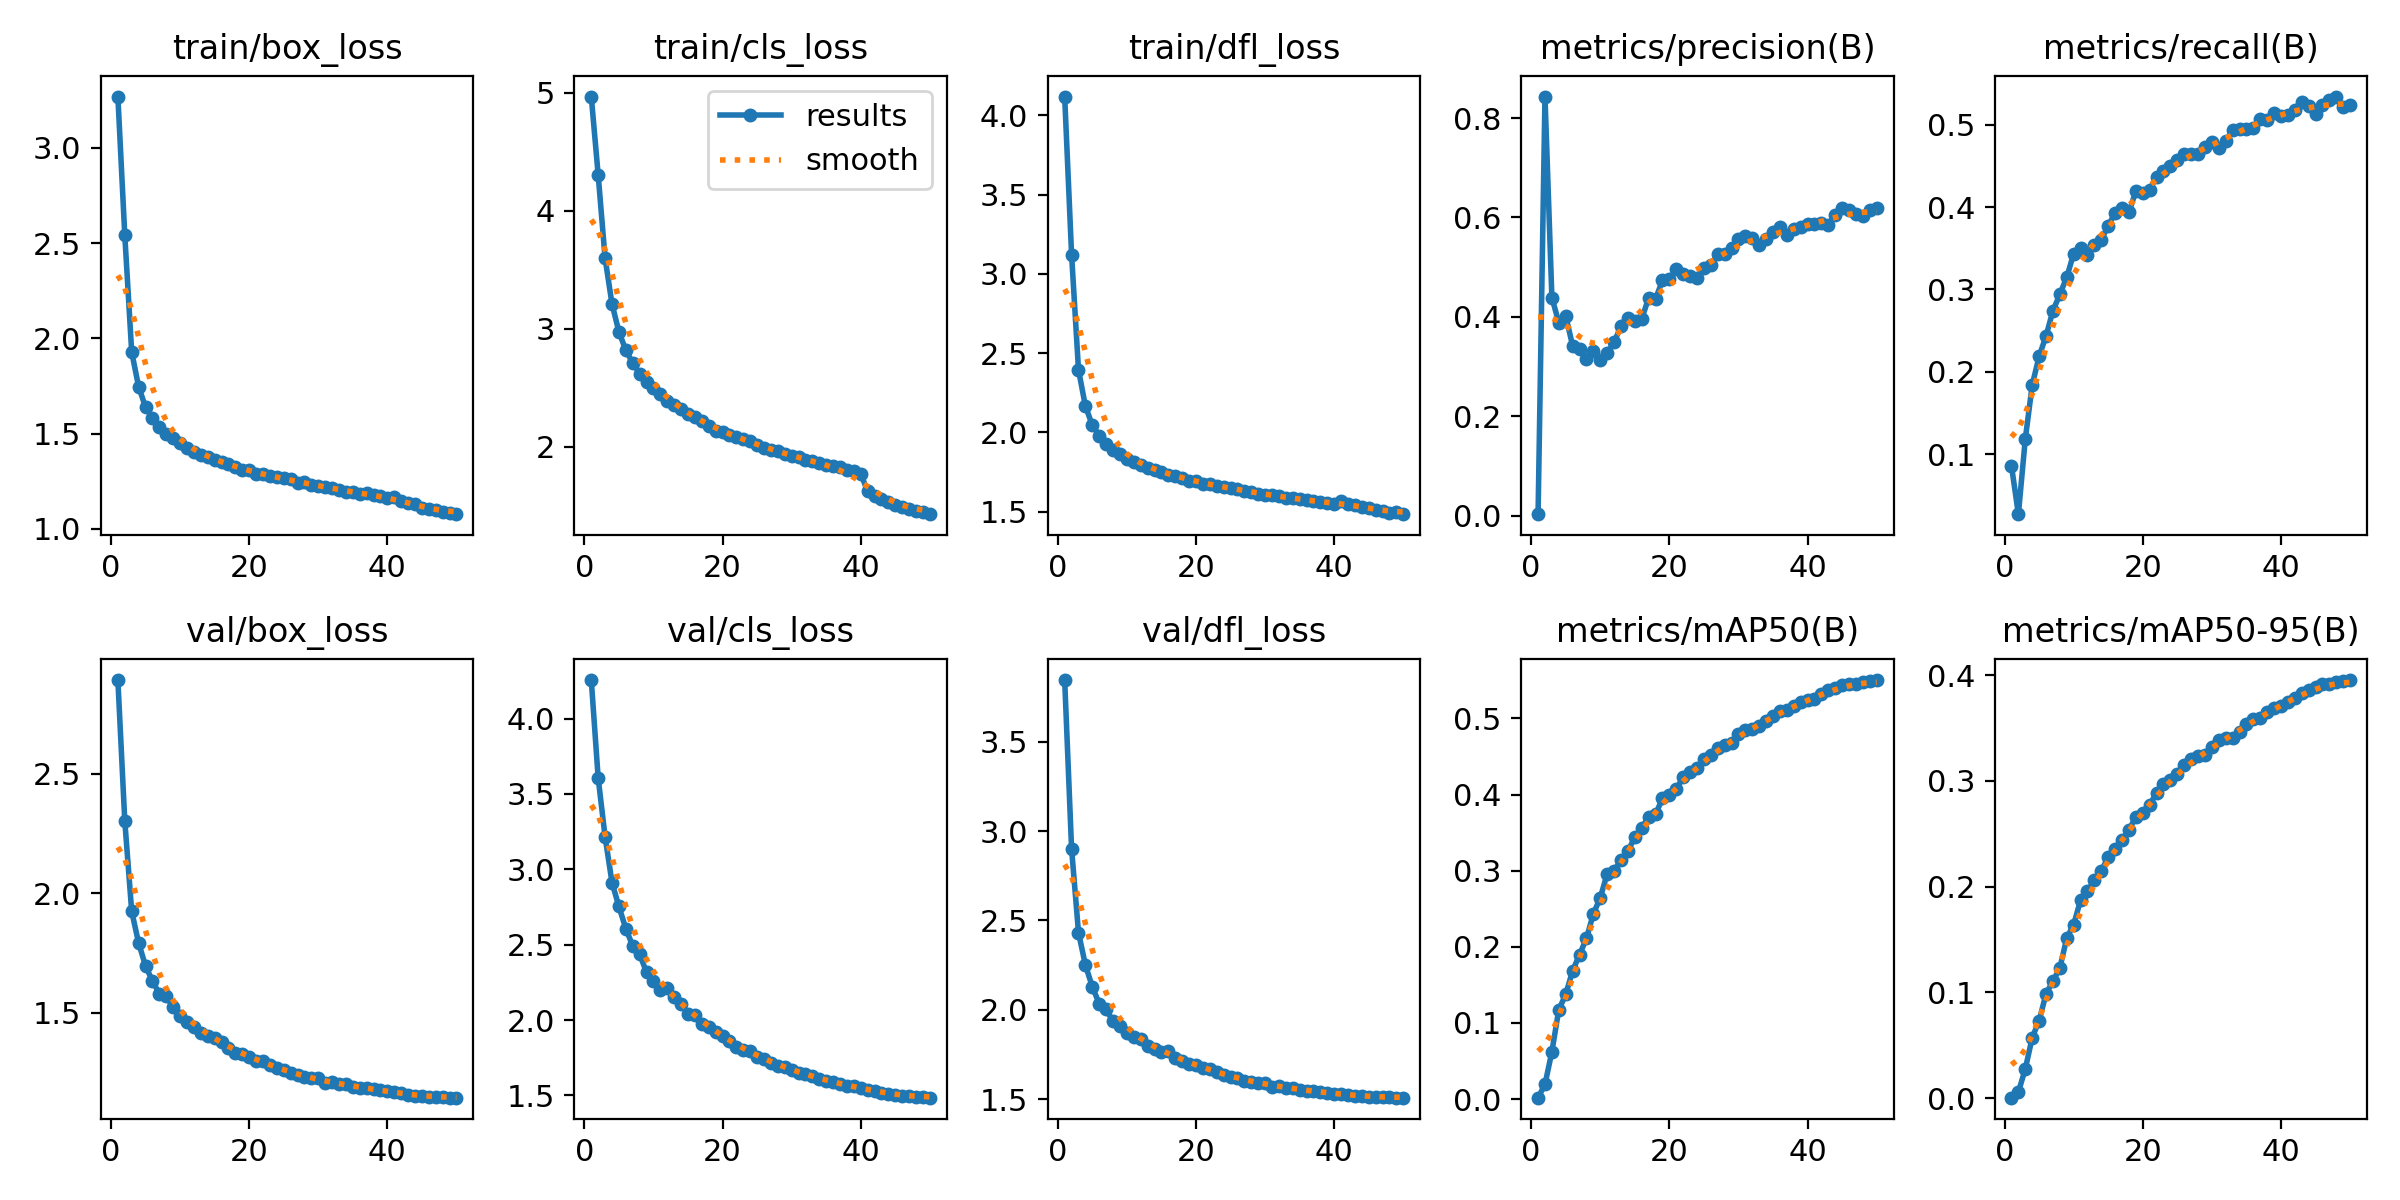 train/box_loss
3.0
2.5
2.0
1.5
1.0
0 20 40
train/cls_loss
results
smooth
5
4
3
2
0 20 40
train/dfl_loss
4.0
3.5
3.0
2.5
2.0
1.5
0 20 40
metrics/precision(B)
0.8
0.6
0.4
0.2
0.0
0 20 40
metrics/recall(B)
0.5
0.4
0.3
0.2
0.1
0 20 40
val/box_loss
2.5
2.0
1.5
0 20 40
val/cls_loss
4.0
3.5
3.0
2.5
2.0
1.5
0 20 40
val/dfl_loss
3.5
3.0
2.5
2.0
1.5
0 20 40
metrics/mAP50(B)
0.5
0.4
0.3
0.2
0.1
0.0
0 20 40
metrics/mAP50-95(B)
0.4
0.3
0.2
0.1
0.0
0 20 40